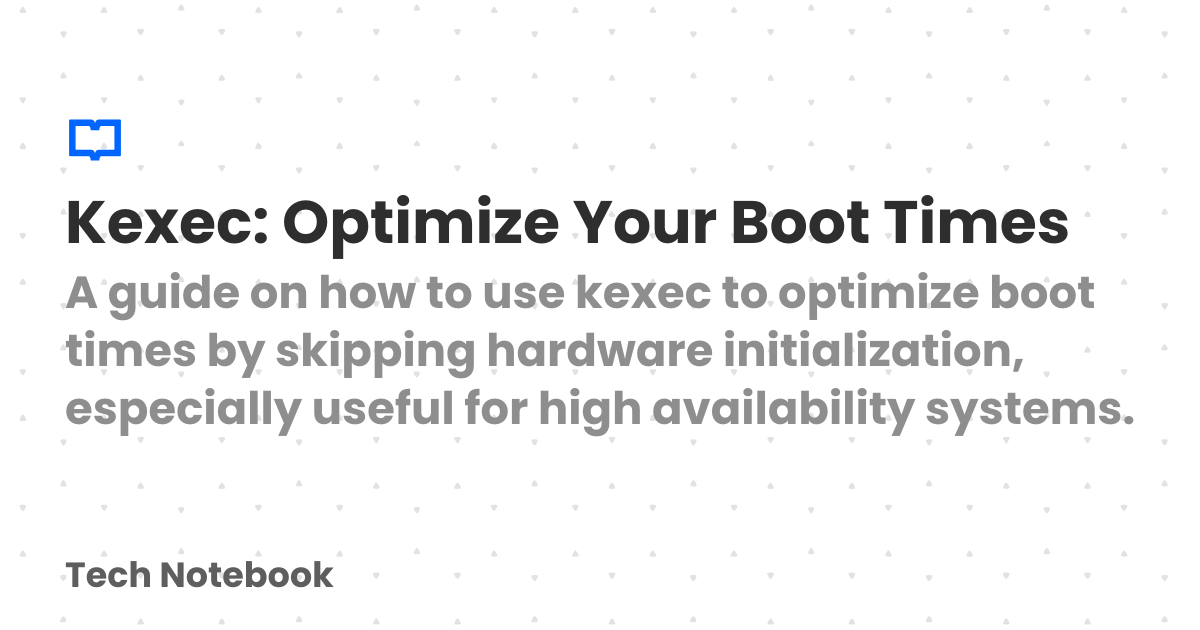 Kexec: Optimize Your Boot Times
A guide on how to use kexec to optimize boot
times by skipping hardware initialization,
especially useful for high availability systems.
Tech Notebook